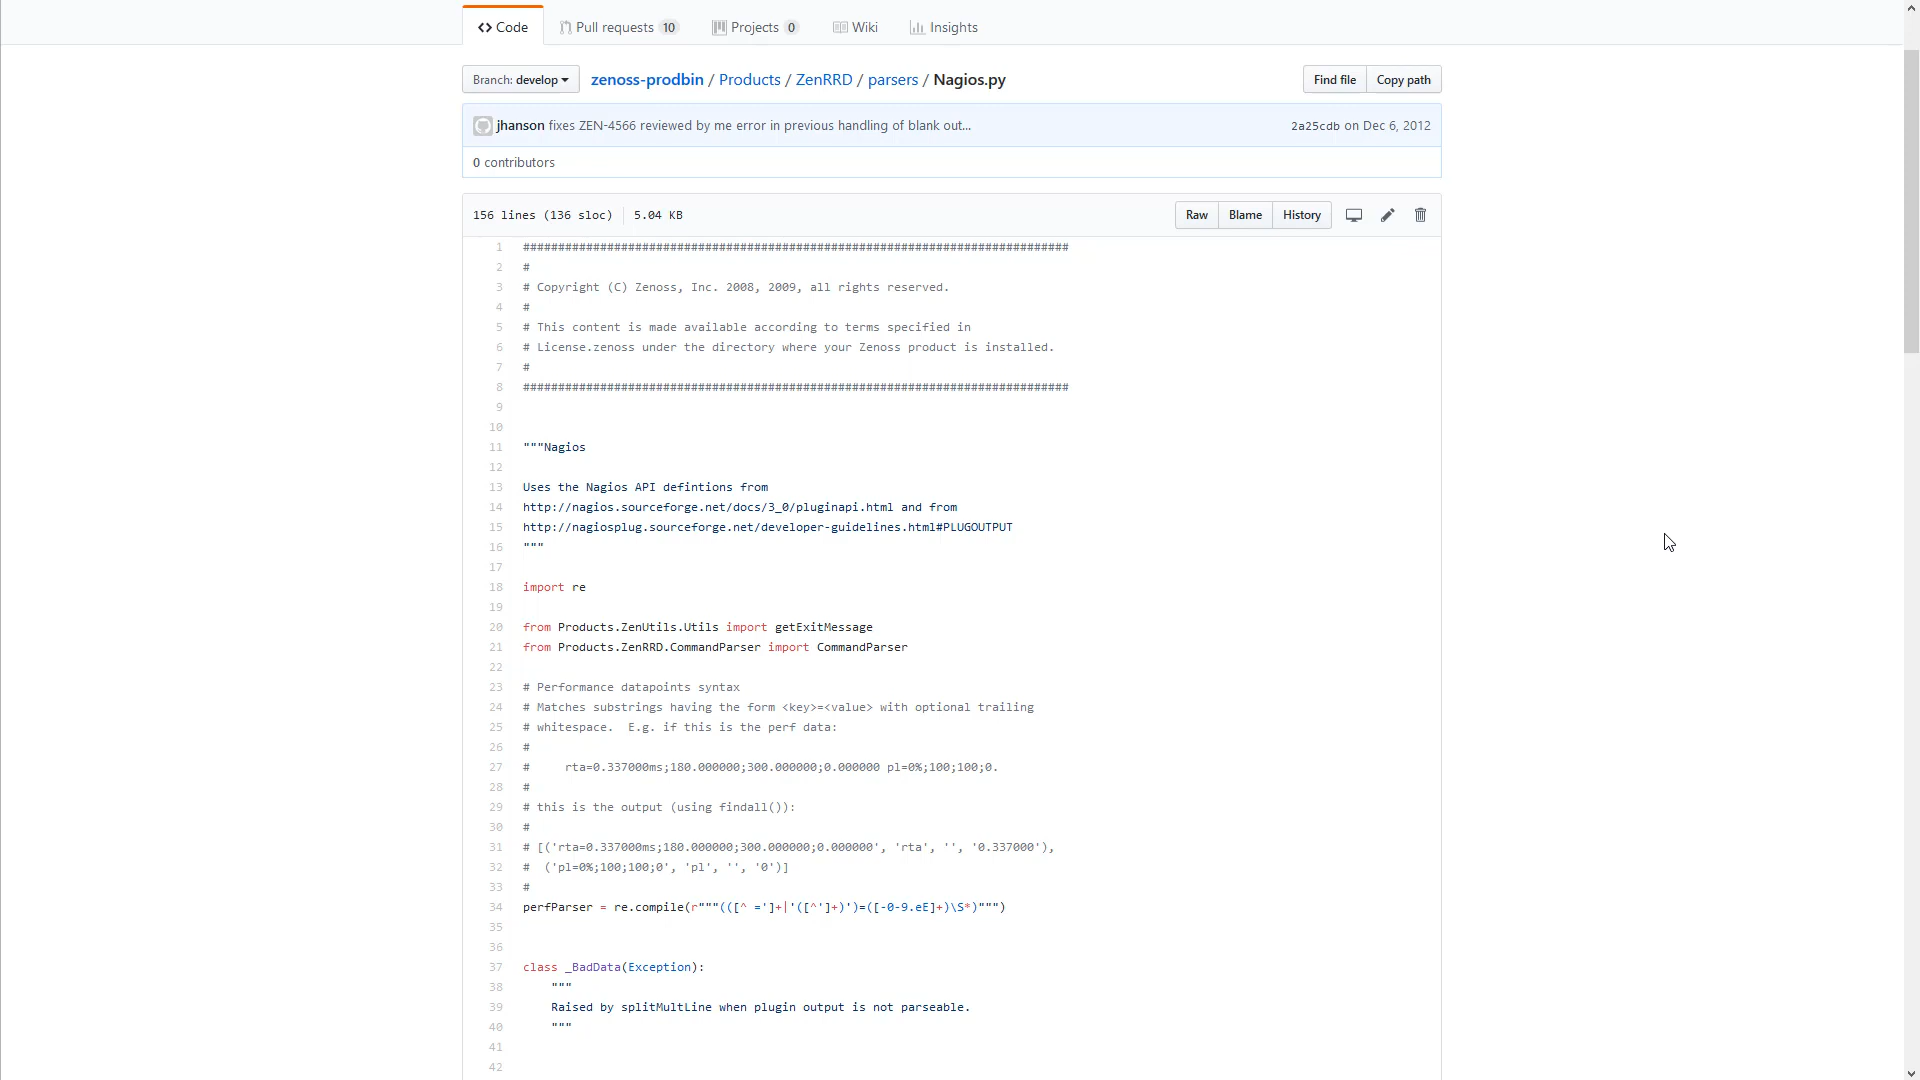 Code Pull requests 10 Projects 0 Wiki Insights
Branch: develop zenoss-prodbin / Products / ZenRRD / parsers / Nagios.py Find file Copy path
jhanson fixes ZEN-4566 reviewed by me error in previous handling of blank out... 2a25cdb on Dec 6, 2012
0 contributors
156 lines (136 sloc) 5.04 KB Raw Blame History
1 ##############################################################################
2 #
3 # Copyright (C) Zenoss, Inc. 2008, 2009, all rights reserved.
4 #
5 # This content is made available according to terms specified in
6 # License.zenoss under the directory where your Zenoss product is installed.
7 #
8 ##############################################################################
9
10
11 """Nagios
12
13 Uses the Nagios API defintions from
14 http://nagios.sourceforge.net/docs/3_0/pluginapi.html and from
15 http://nagiosplug.sourceforge.net/developer-guidelines.html#PLUGOUTPUT
16 """
17
18 import re
19
20 from Products.ZenUtils.Utils import getExitMessage
21 from Products.ZenRRD.CommandParser import CommandParser
22
23 # Performance datapoints syntax
24 # Matches substrings having the form <key>=<value> with optional trailing
25 # whitespace.  E.g. if this is the perf data:
26 #
27 #     rta=0.337000ms;180.000000;300.000000;0.000000 pl=0%;100;100;0.
28 #
29 # this is the output (using findall()):
30 #
31 # [('rta=0.337000ms;180.000000;300.000000;0.000000', 'rta', '', '0.337000'),
32 #  ('pl=0%;100;100;0', 'pl', '', '0')]
33 #
34 perfParser = re.compile(r"""(([^ =']+|'([^']+)')=([-0-9.eE]+)\S*)""")
35
36
37 class _BadData(Exception):
38     """
39     Raised by splitMultLine when plugin output is not parseable.
40     """
41
42